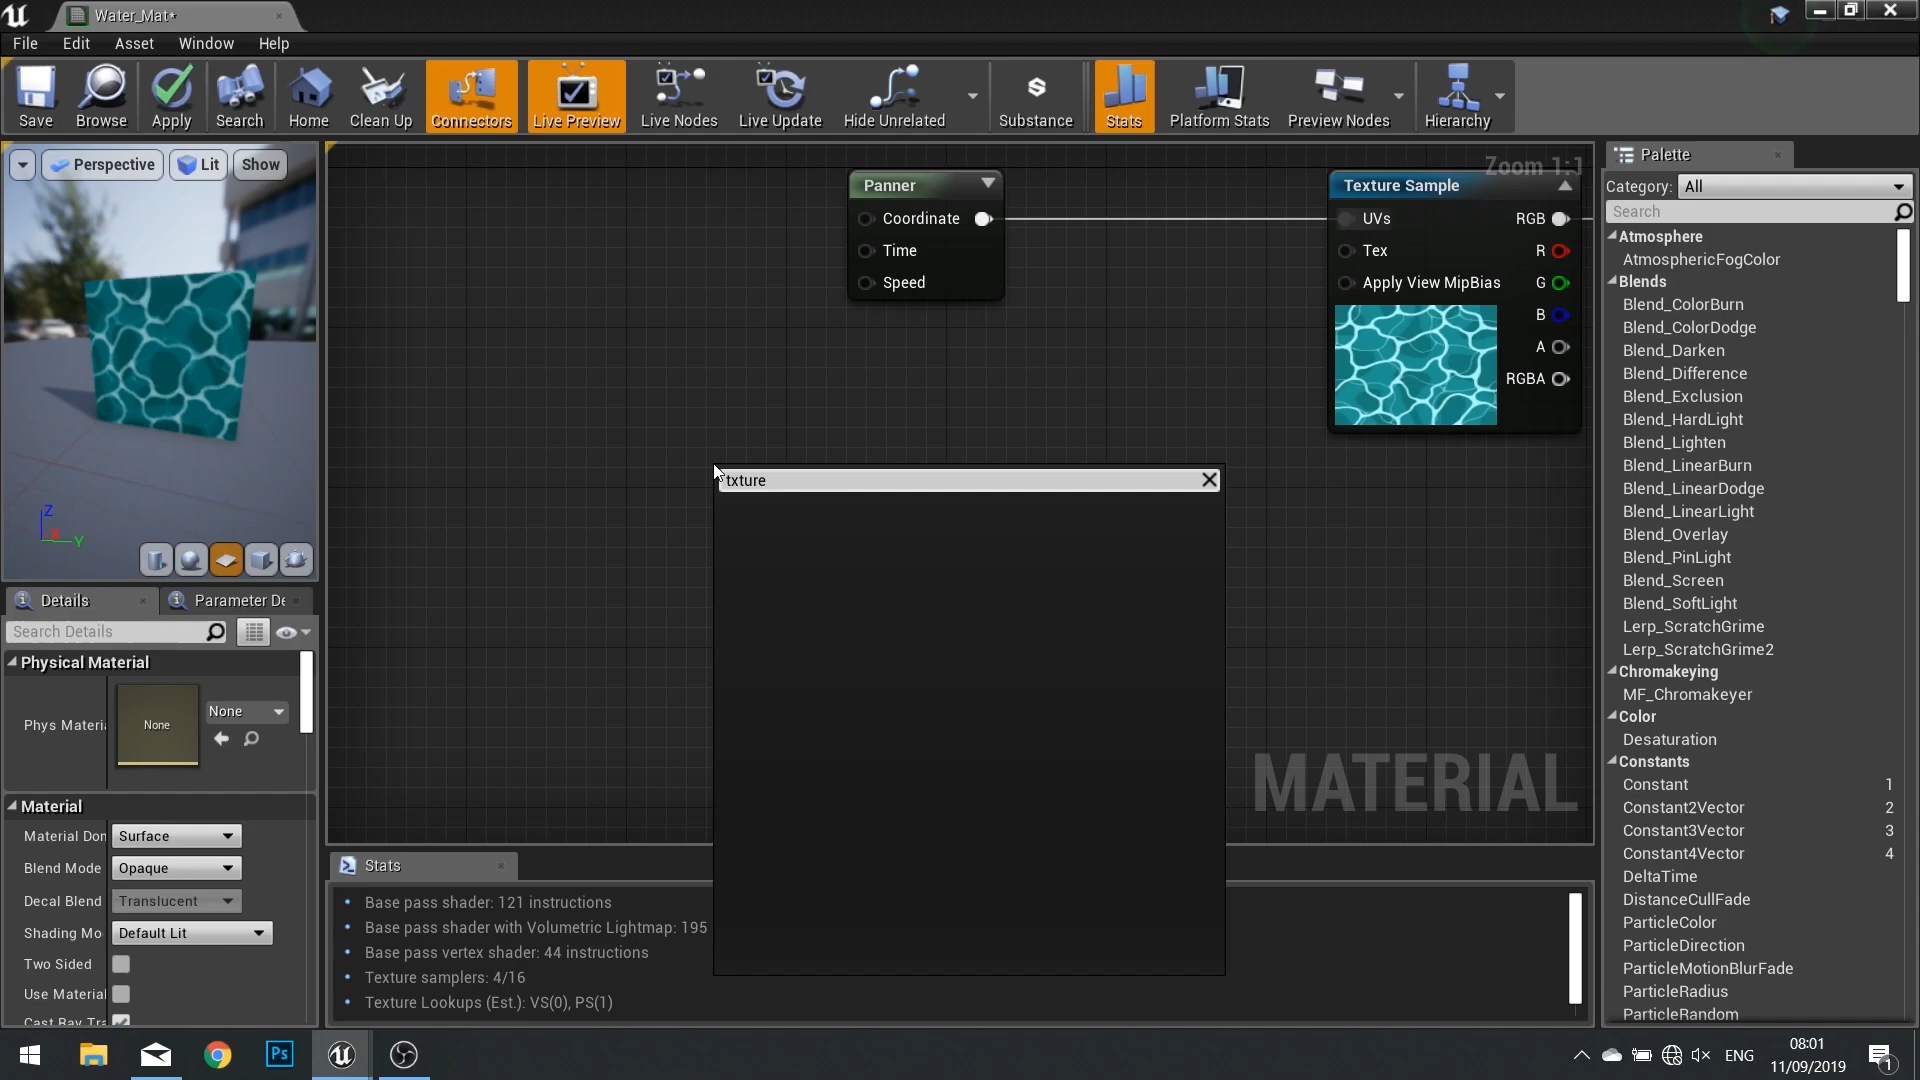 Water_Mat*
File Edit Asset Window Help
Save Browse Apply Search Home Clean Up Connectors Live Preview Live Nodes Live Update Hide Unrelated Substance Stats Platform Stats Preview Nodes Hierarchy
Perspective Lit Show
Z
X
Y
Zoom 1:1
Panner
Coordinate
Time
Speed
Texture Sample
UVs RGB
Tex R
Apply View MipBias G
B
A
RGBA
txture
MATERIAL
Palette
Category: All
Search
Atmosphere
AtmosphericFogColor
Blends
Blend_ColorBurn
Blend_ColorDodge
Blend_Darken
Blend_Difference
Blend_Exclusion
Blend_HardLight
Blend_Lighten
Blend_LinearBurn
Blend_LinearDodge
Blend_LinearLight
Blend_Overlay
Blend_PinLight
Blend_Screen
Blend_SoftLight
Lerp_ScratchGrime
Lerp_ScratchGrime2
Chromakeying
MF_Chromakeyer
Color
Desaturation
Constants
Constant 1
Constant2Vector 2
Constant3Vector 3
Constant4Vector 4
DeltaTime
DistanceCullFade
ParticleColor
ParticleDirection
ParticleMotionBlurFade
ParticleRadius
ParticleRandom
Details Parameter De
Search Details
Physical Material
Phys Materi
None
None
Material
Material Don Surface
Blend Mode Opaque
Decal Blend Translucent
Shading Mo Default Lit
Two Sided
Use Material
Cast Ray Tra
Stats
Base pass shader: 121 instructions
Base pass shader with Volumetric Lightmap: 195
Base pass vertex shader: 44 instructions
Texture samplers: 4/16
Texture Lookups (Est.): VS(0), PS(1)
Ps
ENG
08:01
11/09/2019
1